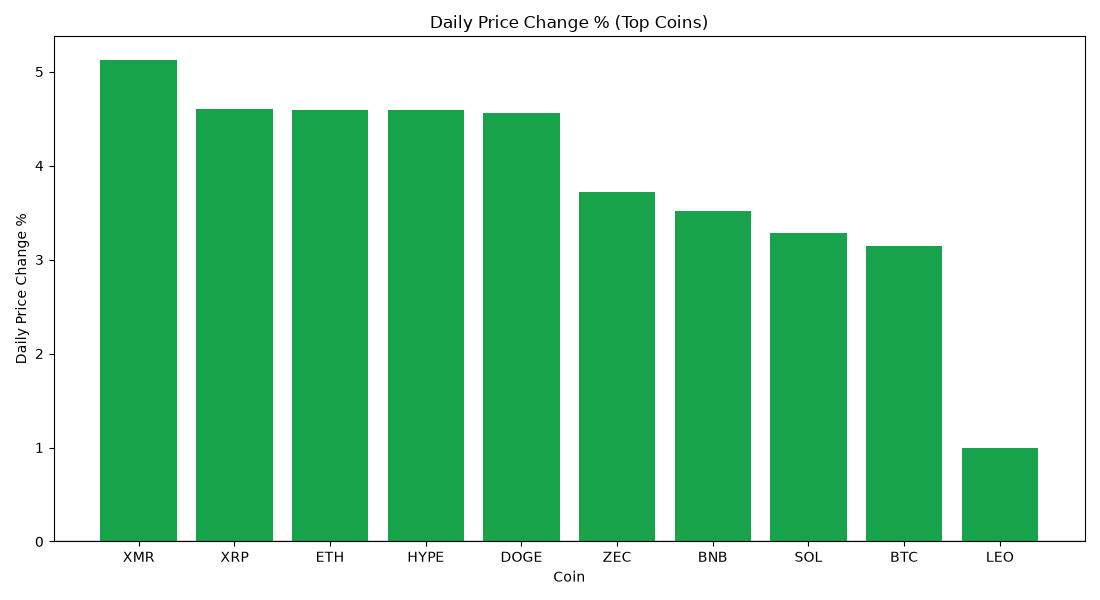 Daily Price Change % (Top Coins)
Daily Price Change %
5
4
3
2
1
0
XMR XRP ETH HYPE DOGE ZEC BNB SOL BTC LEO
Coin